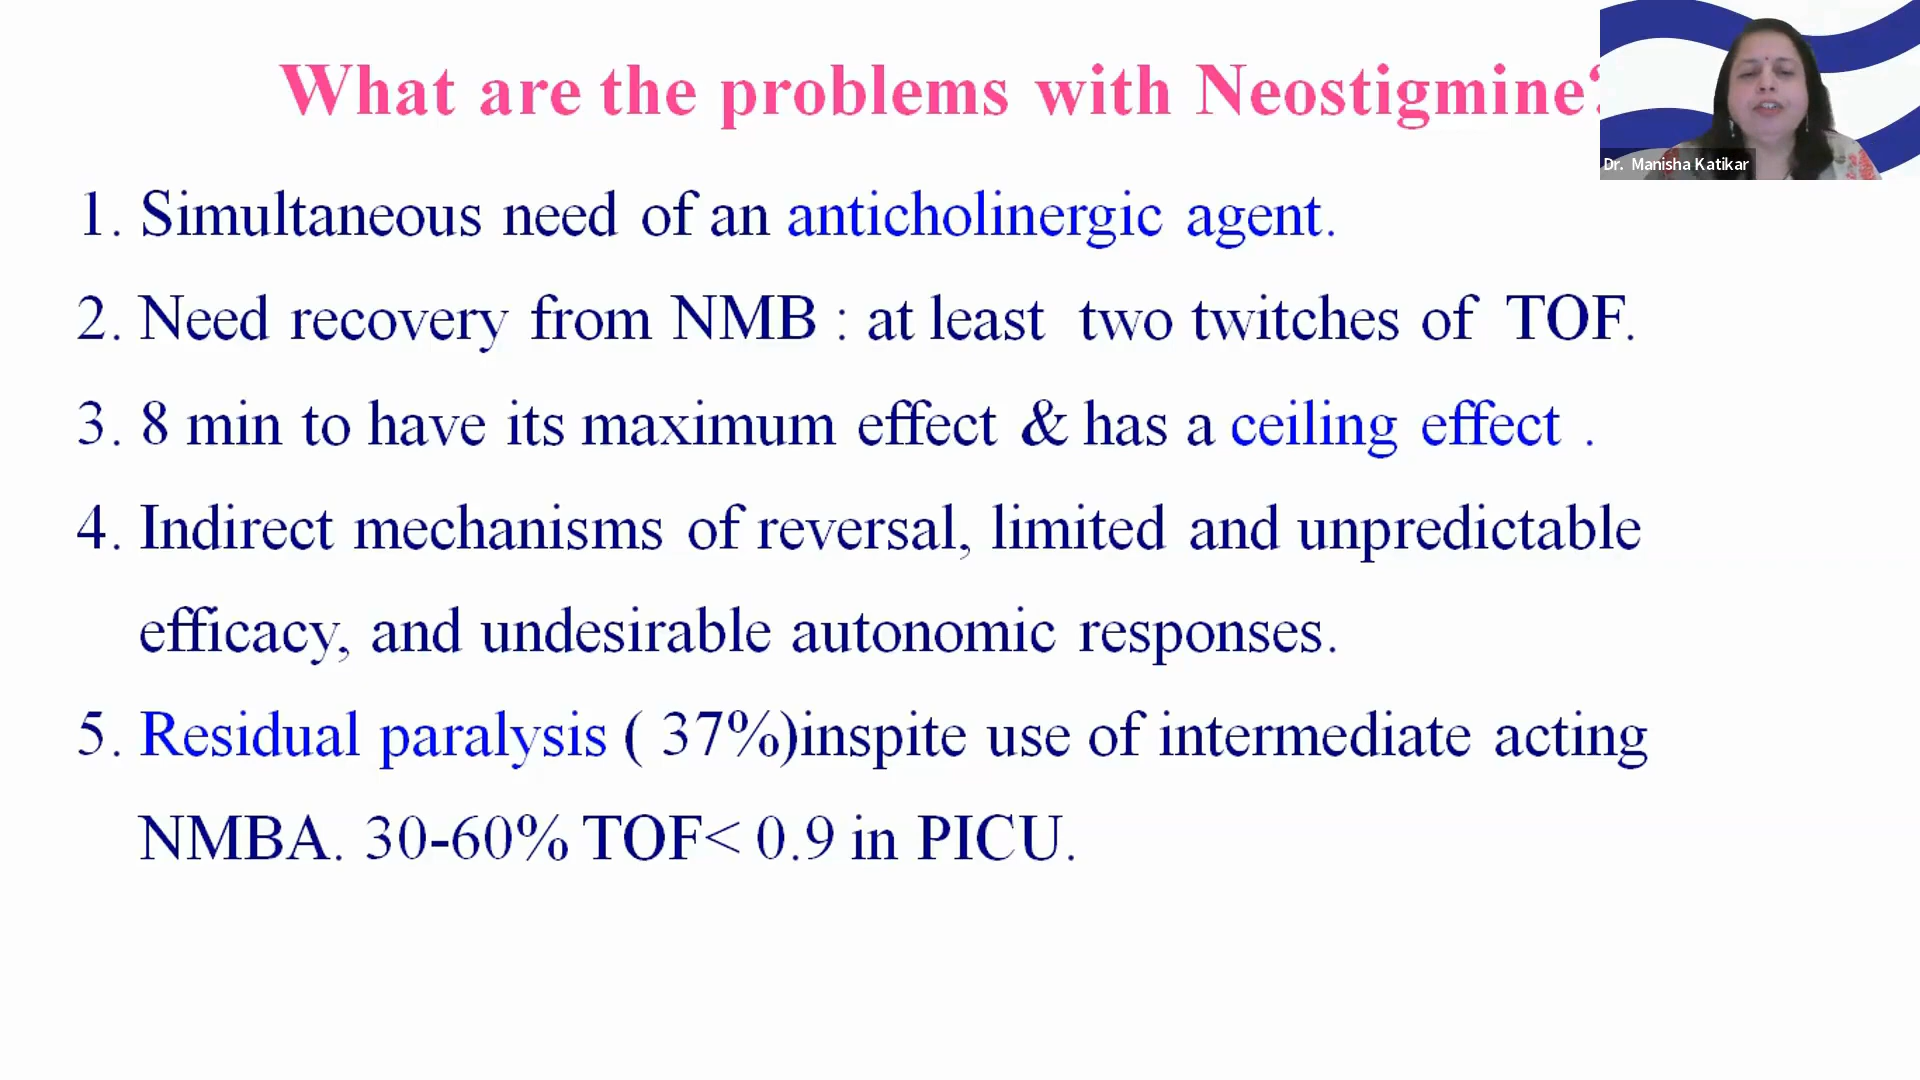 What are the problems with Neostigmine?
Dr. Manisha Katikar
1. Simultaneous need of an anticholinergic agent.
2. Need recovery from NMB : at least two twitches of TOF.
3. 8 min to have its maximum effect & has a ceiling effect .
4. Indirect mechanisms of reversal, limited and unpredictable
efficacy, and undesirable autonomic responses.
5. Residual paralysis ( 37%)inspite use of intermediate acting
NMBA. 30-60% TOF< 0.9 in PICU.